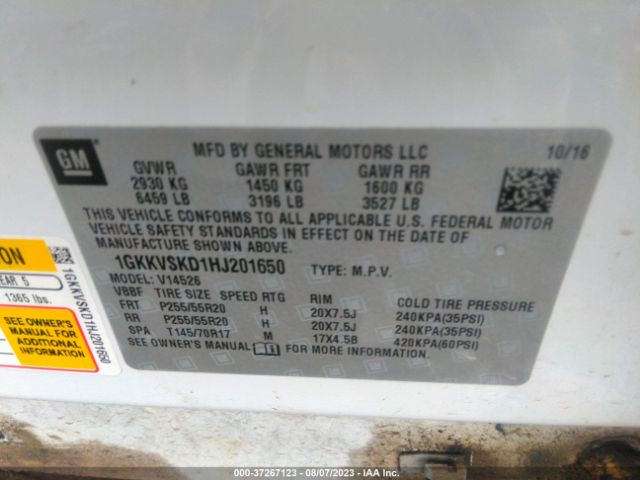 GM
MFD BY GENERAL MOTORS LLC
10/16
GVWR GAWR FRT GAWR RR
2930 KG 1450 KG 1600 KG
6459 LB 3196 LB 3527 LB
THIS VEHICLE CONFORMS TO ALL APPLICABLE U.S. FEDERAL MOTOR
VEHICLE SAFETY STANDARDS IN EFFECT ON THE DATE OF
MANUFACTURE SHOWN ABOVE.
1GKKVSKD1HJ201650 TYPE: M.P.V.
MODEL: V14526
VBBF TIRE SIZE SPEED RTG RIM COLD TIRE PRESSURE
FRT P255/55R20 H 20X7.5J 240KPA(35PSI)
RR P255/55R20 H 20X7.5J 240KPA(35PSI)
SPA T145/70R17 M 17X4.5B 420KPA(60PSI)
SEE OWNER'S MANUAL FOR MORE INFORMATION.
ION
EAR 5
1365 lbs.
SEE OWNER'S
MANUAL FOR
ADDITIONAL
INFORMATION
1GKKVSKD1HJ201650
000-37267123 - 08/07/2023 - IAA Inc.